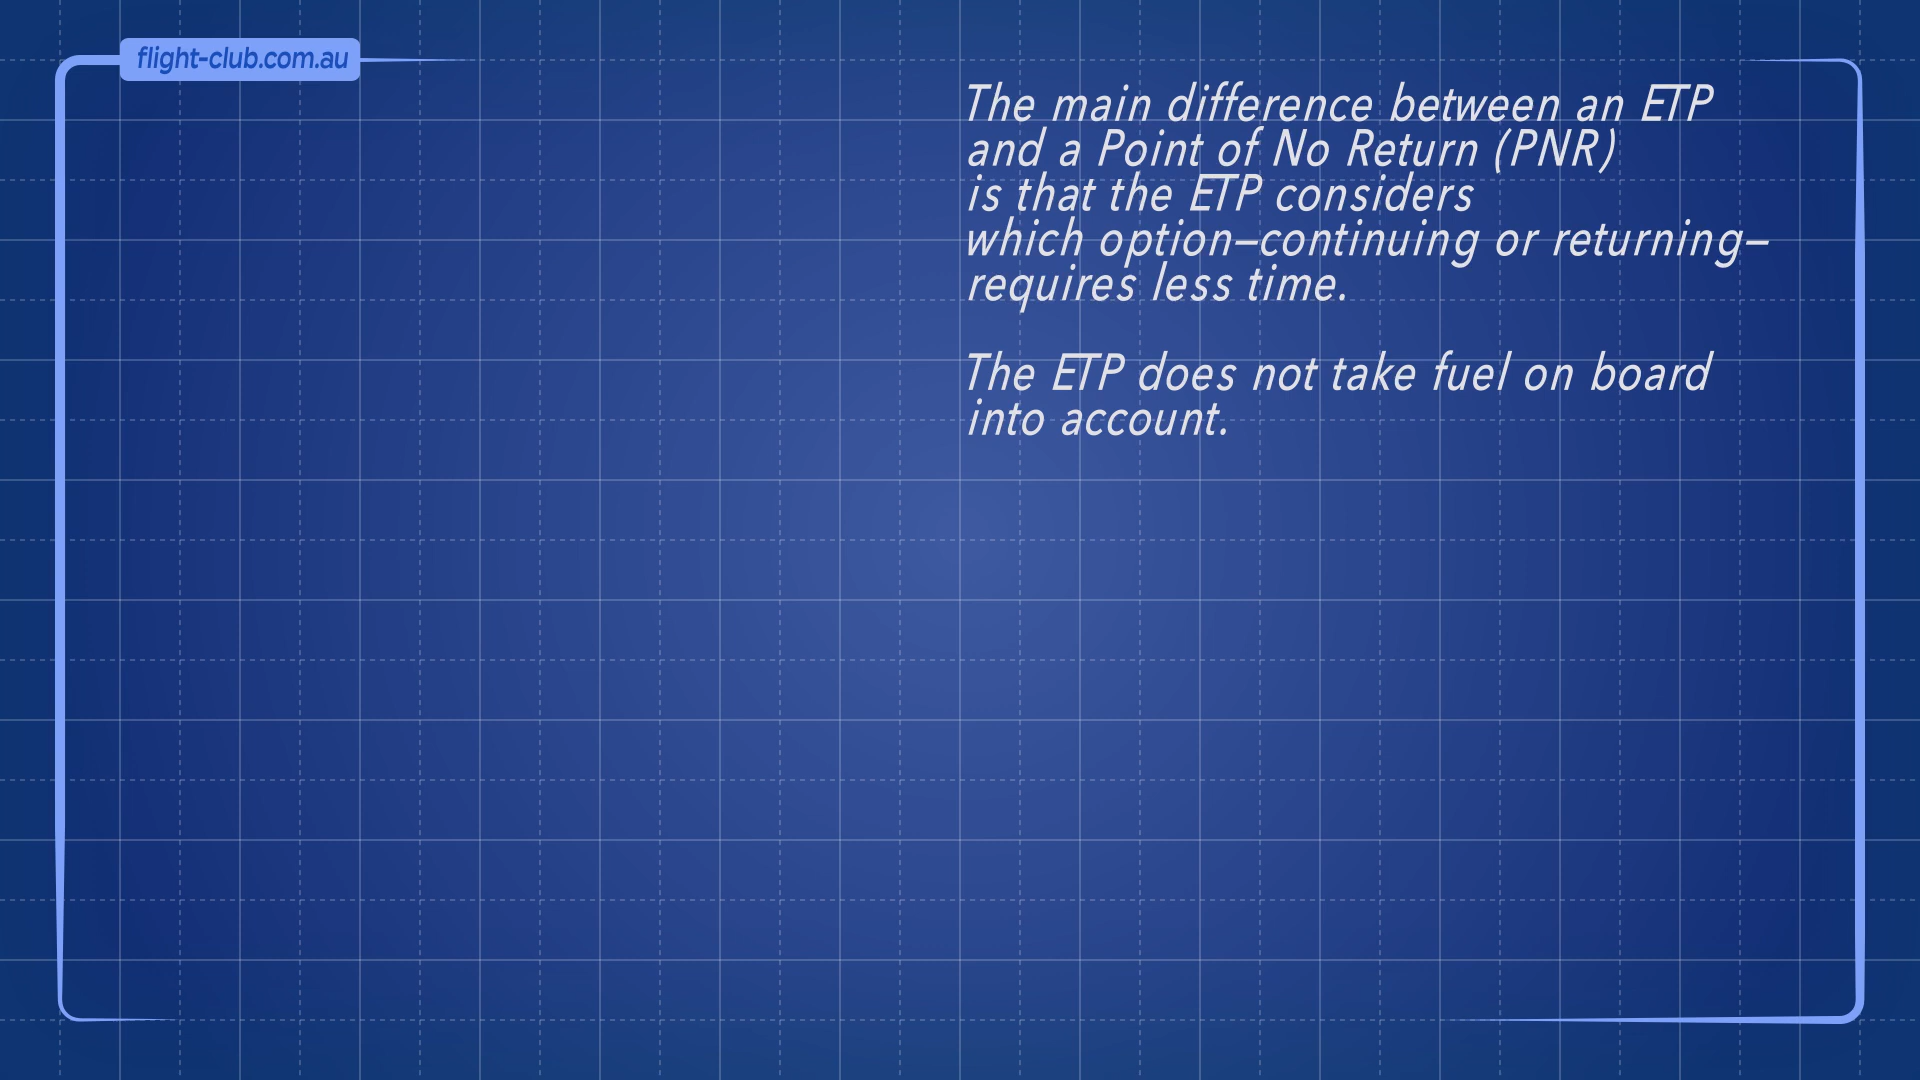 flight-club.com.au
The main difference between an ETP
and a Point of No Return (PNR)
is that the ETP considers
which option–continuing or returning–
requires less time.
The ETP does not take fuel on board
into account.